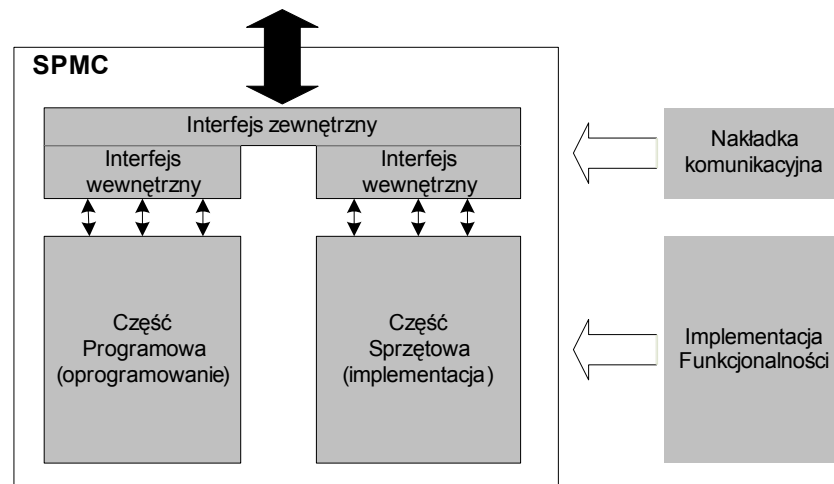 SPMC
Interfejs zewnętrzny
Interfejs
wewnętrzny
Interfejs
wewnętrzny
Nakładka
komunikacyjna
Część
Programowa
(oprogramowanie)
Część
Sprzętowa
(implementacja)
Implementacja
Funkcjonalności